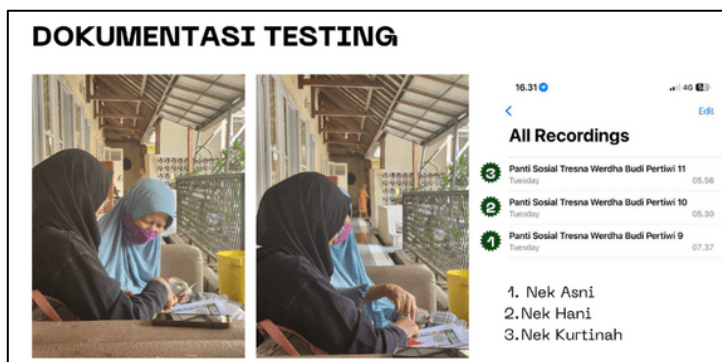 DOKUMENTASI TESTING
16.31
4G
Edit
All Recordings
3
Panti Sosial Tresna Werdha Budi Pertiwi 11
Tuesday 05.56
2
Panti Sosial Tresna Werdha Budi Pertiwi 10
Tuesday 05.30
1
Panti Sosial Tresna Werdha Budi Pertiwi 9
Tuesday 07.37
1. Nek Asni
2.Nek Hani
3.Nek Kurtinah